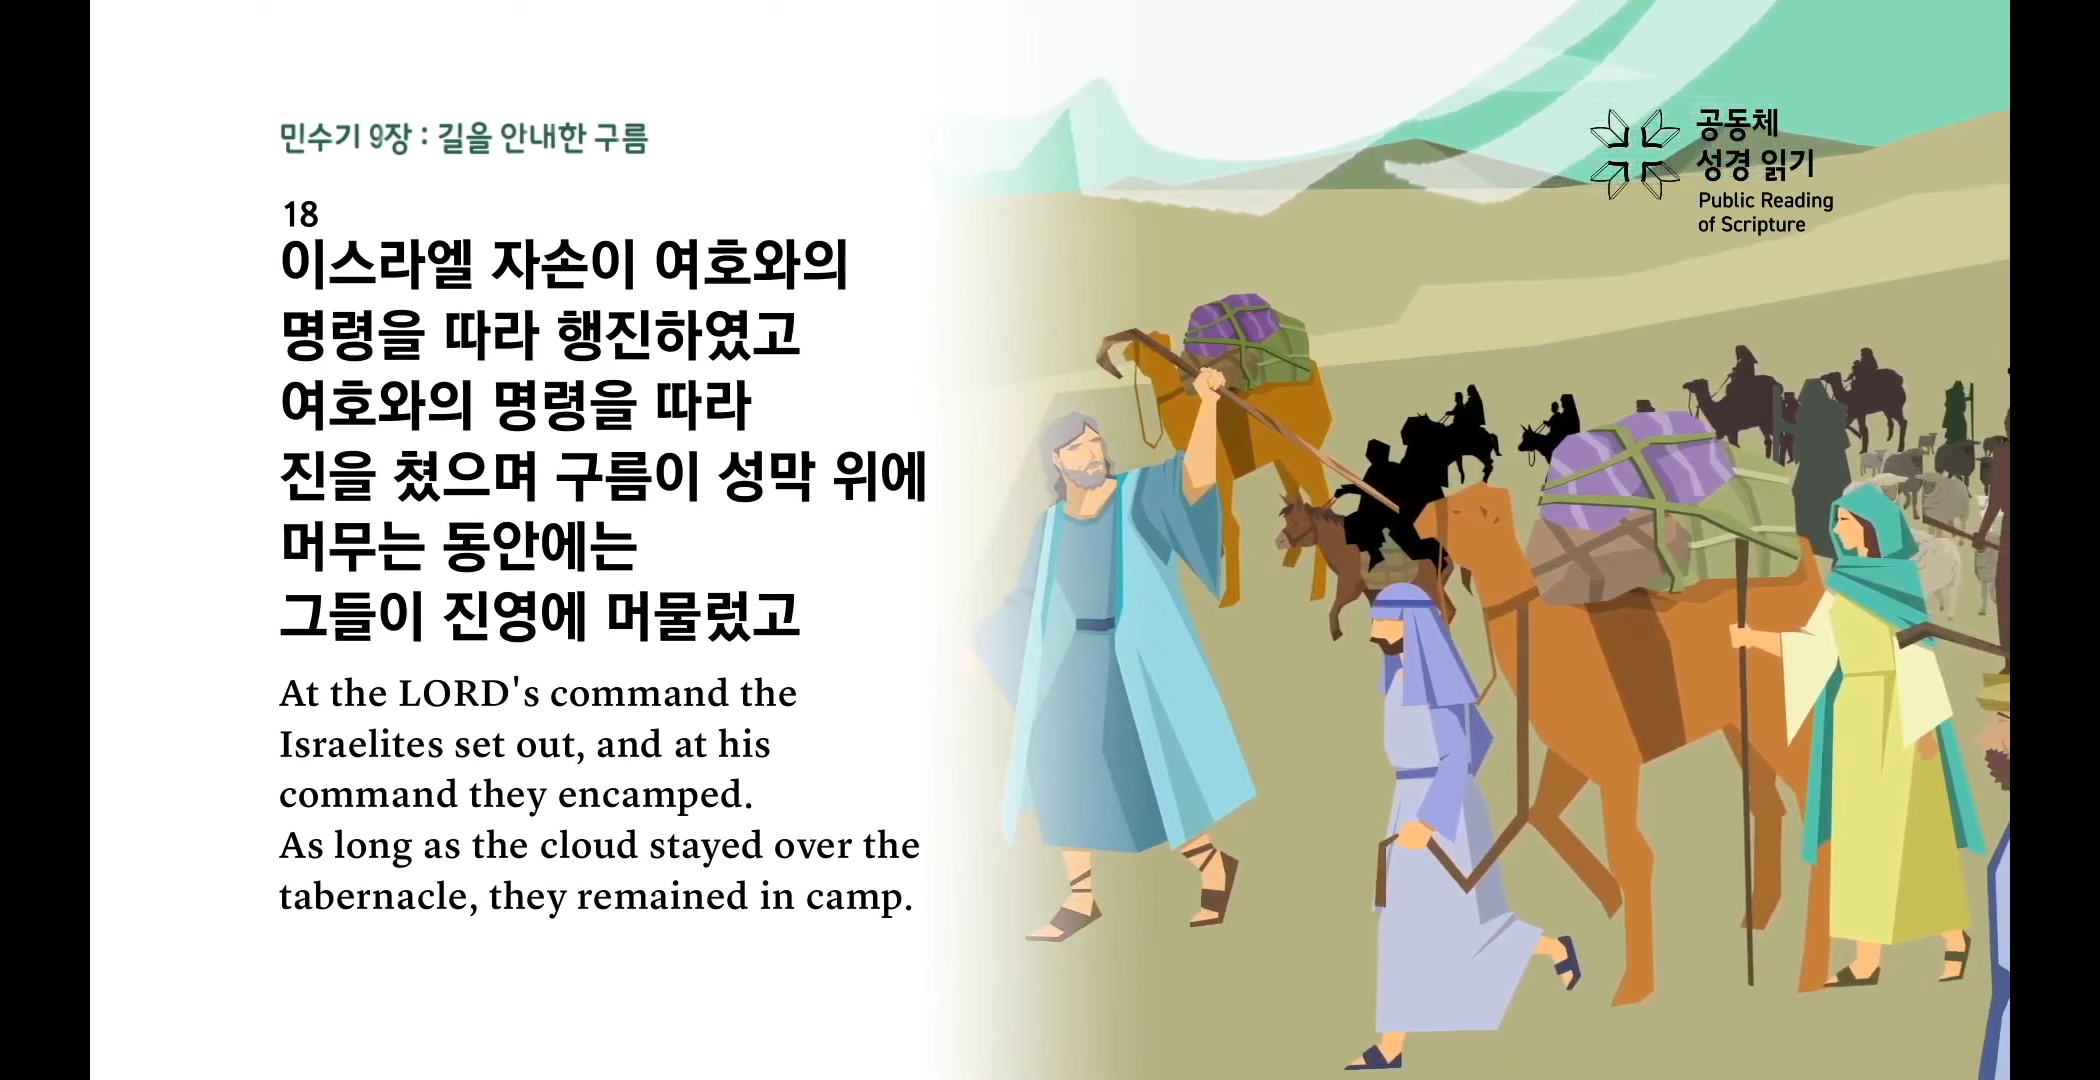 민수기 9장 : 길을 안내한 구름
18
이스라엘 자손이 여호와의
명령을 따라 행진하였고
여호와의 명령을 따라
진을 쳤으며 구름이 성막 위에
머무는 동안에는
그들이 진영에 머물렀고
At the LORD's command the
Israelites set out, and at his
command they encamped.
As long as the cloud stayed over the
tabernacle, they remained in camp.
공동체
성경 읽기
Public Reading
of Scripture